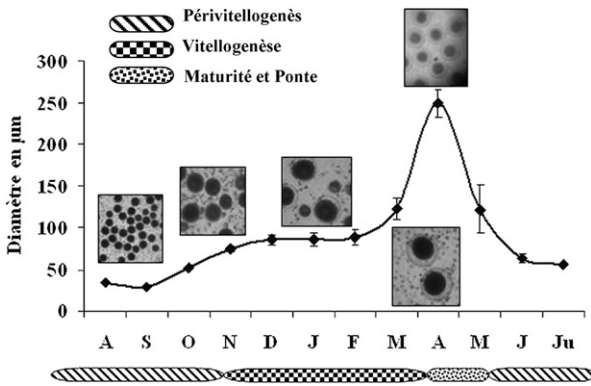 Périvitellogenès
Vitellogenèse
Maturité et Ponte
Diamètre en µm
300
250
200
150
100
50
0
A S O N D J F M A M J Ju